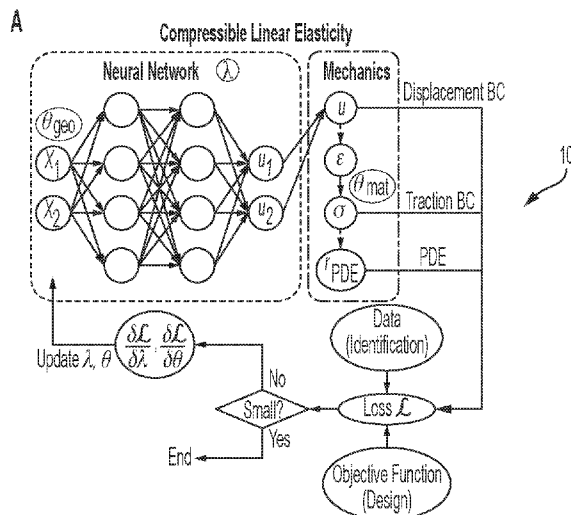 A
Compressible Linear Elasticity
Neural Network λ
Mechanics
θgeo
X1
X2
u1
u2
u
ε
θmat
σ
rPDE
Displacement BC
Traction BC
PDE
10
Data
(Identification)
Loss ℒ
Objective Function
(Design)
Small?
No
Yes
End
δℒ/δλ, δℒ/δθ
Update λ, θ